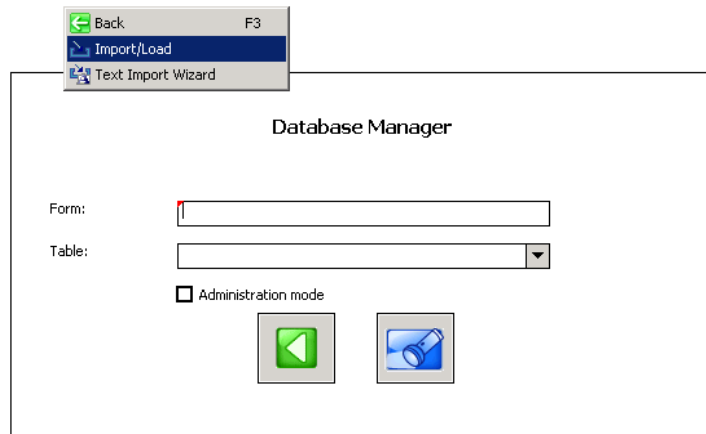 Back F3
Import/Load
Text Import Wizard
Database Manager
Form:
Table:
Administration mode